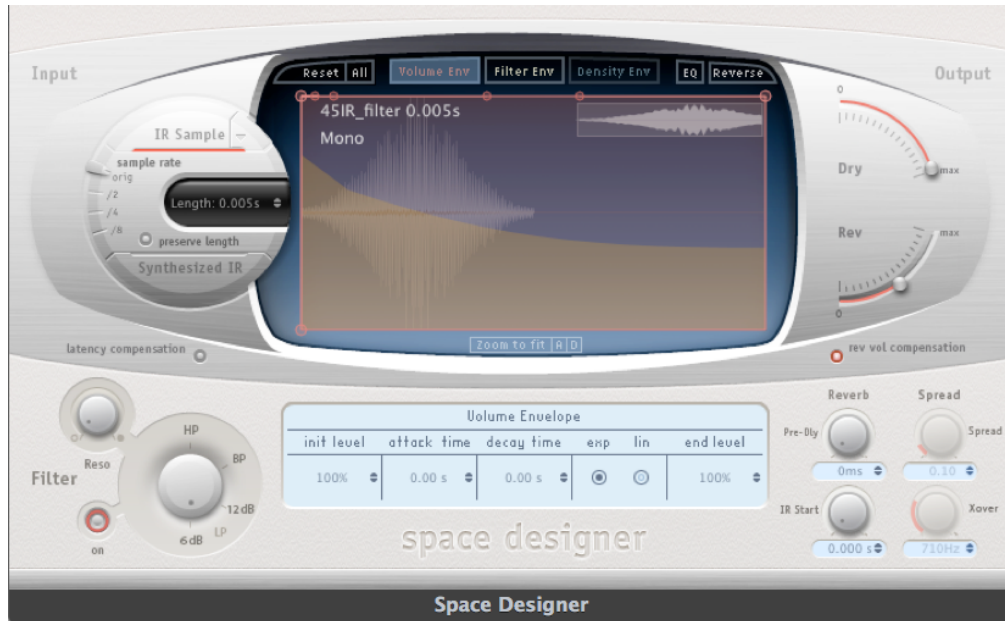 Reset All Volume Env Filter Env Density Env EQ Reverse
Input
Output
45IR_filter 0.005s
Mono
IR Sample
sample rate
orig
/2
/4
/8
Length: 0.005s
preserve length
Synthesized IR
0
Dry
max
Rev
max
0
Zoom to fit A D
latency compensation
rev vol compensation
Volume Envelope
init level attack time decay time exp lin end level
100% 0.00 s 0.00 s 100%
Filter
Reso
on
HP
BP
12dB
LP
6dB
Reverb Spread
Pre-Dly
Spread
0ms 0.10
IR Start
Xover
0.000 s 710Hz
space designer
Space Designer